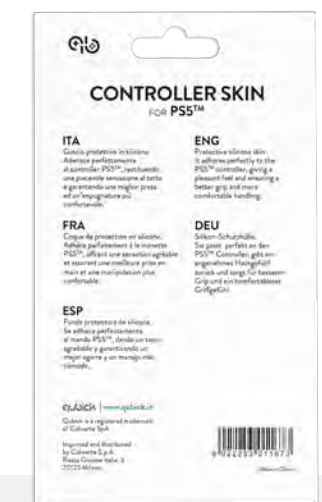 CONTROLLER SKIN
FOR PS5™
ITA
Guscio protettivo in silicone.
Aderisce perfettamente
al controller PS5™, restituendo
una piacevole sensazione al tatto
e garantendo una miglior presa
ed un'impugnatura più
confortevole.
ENG
Protective silicone skin.
It adheres perfectly to the
PS5™ controller, giving a
pleasant feel and ensuring a
better grip and more
comfortable handling.
FRA
Coque de protection en silicone.
Adhère parfaitement à la manette
PS5™, offrant une sensation agréable
et assurant une meilleure prise en
main et une manipulation plus
confortable.
DEU
Silikon-Schutzhülle.
Sie passt perfekt an den
PS5™ Controller, gibt ein
angenehmes Hautgefühl
zurück und sorgt für besseren
Grip und ein komfortableres
Griffgefühl.
ESP
Funda protectora de silicona.
Se adhiere perfectamente
al mando PS5™, dando un tacto
agradable y garantizando un
mejor agarre y un manejo más
cómodo.
Qubick | www.qubick.it
Qubick is a registered trademark
of Coliseite SpA
Imported and distributed